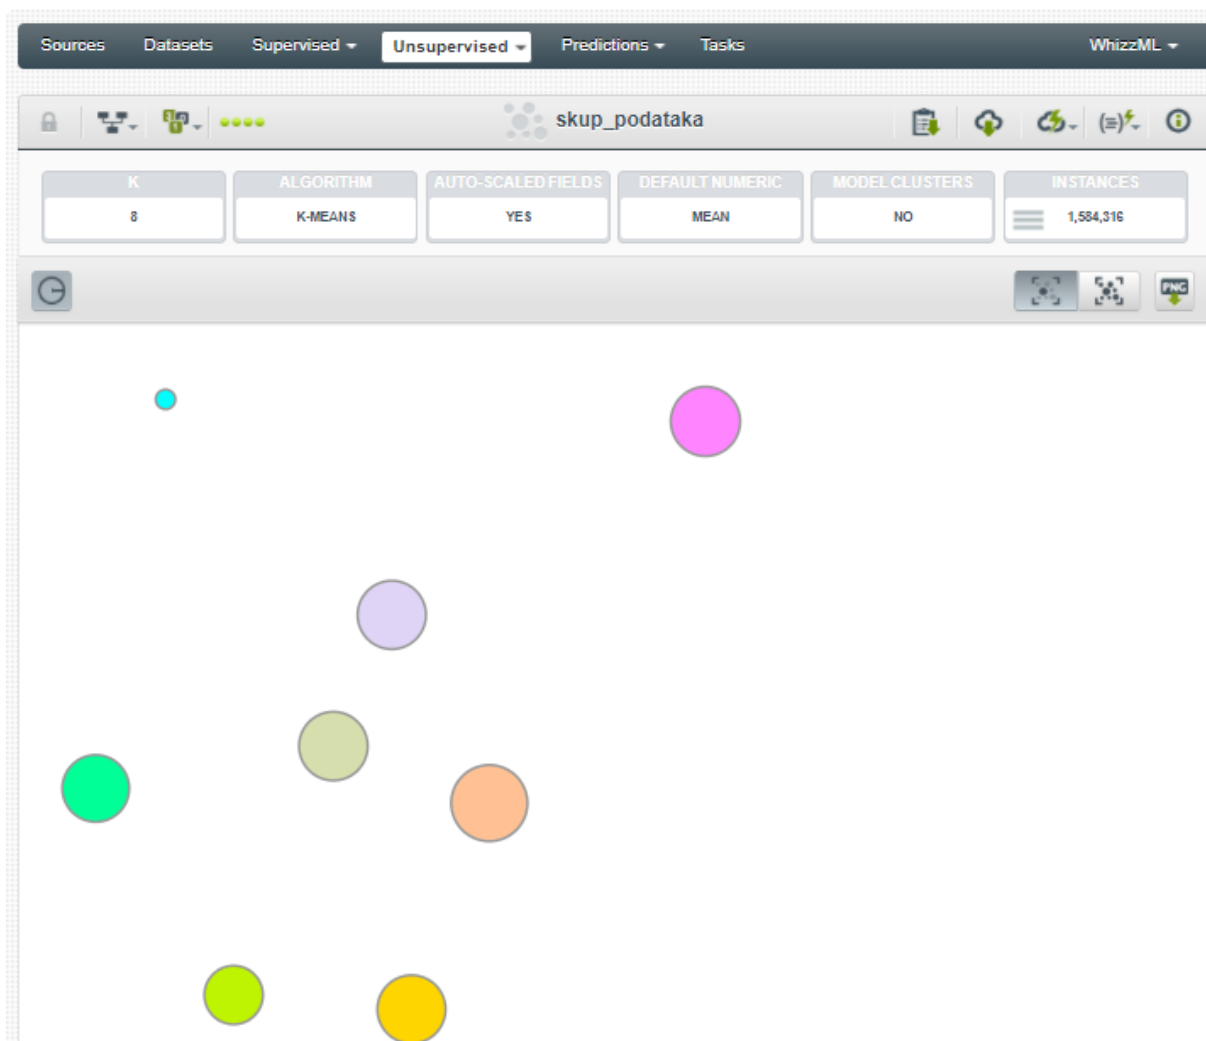 Sources Datasets Supervised Unsupervised Predictions Tasks WhizzML
skup_podataka
K ALGORITHM AUTO-SCALED FIELDS DEFAULT NUMERIC MODEL CLUSTERS INSTANCES
8 K-MEANS YES MEAN NO 1,584,316
PNG